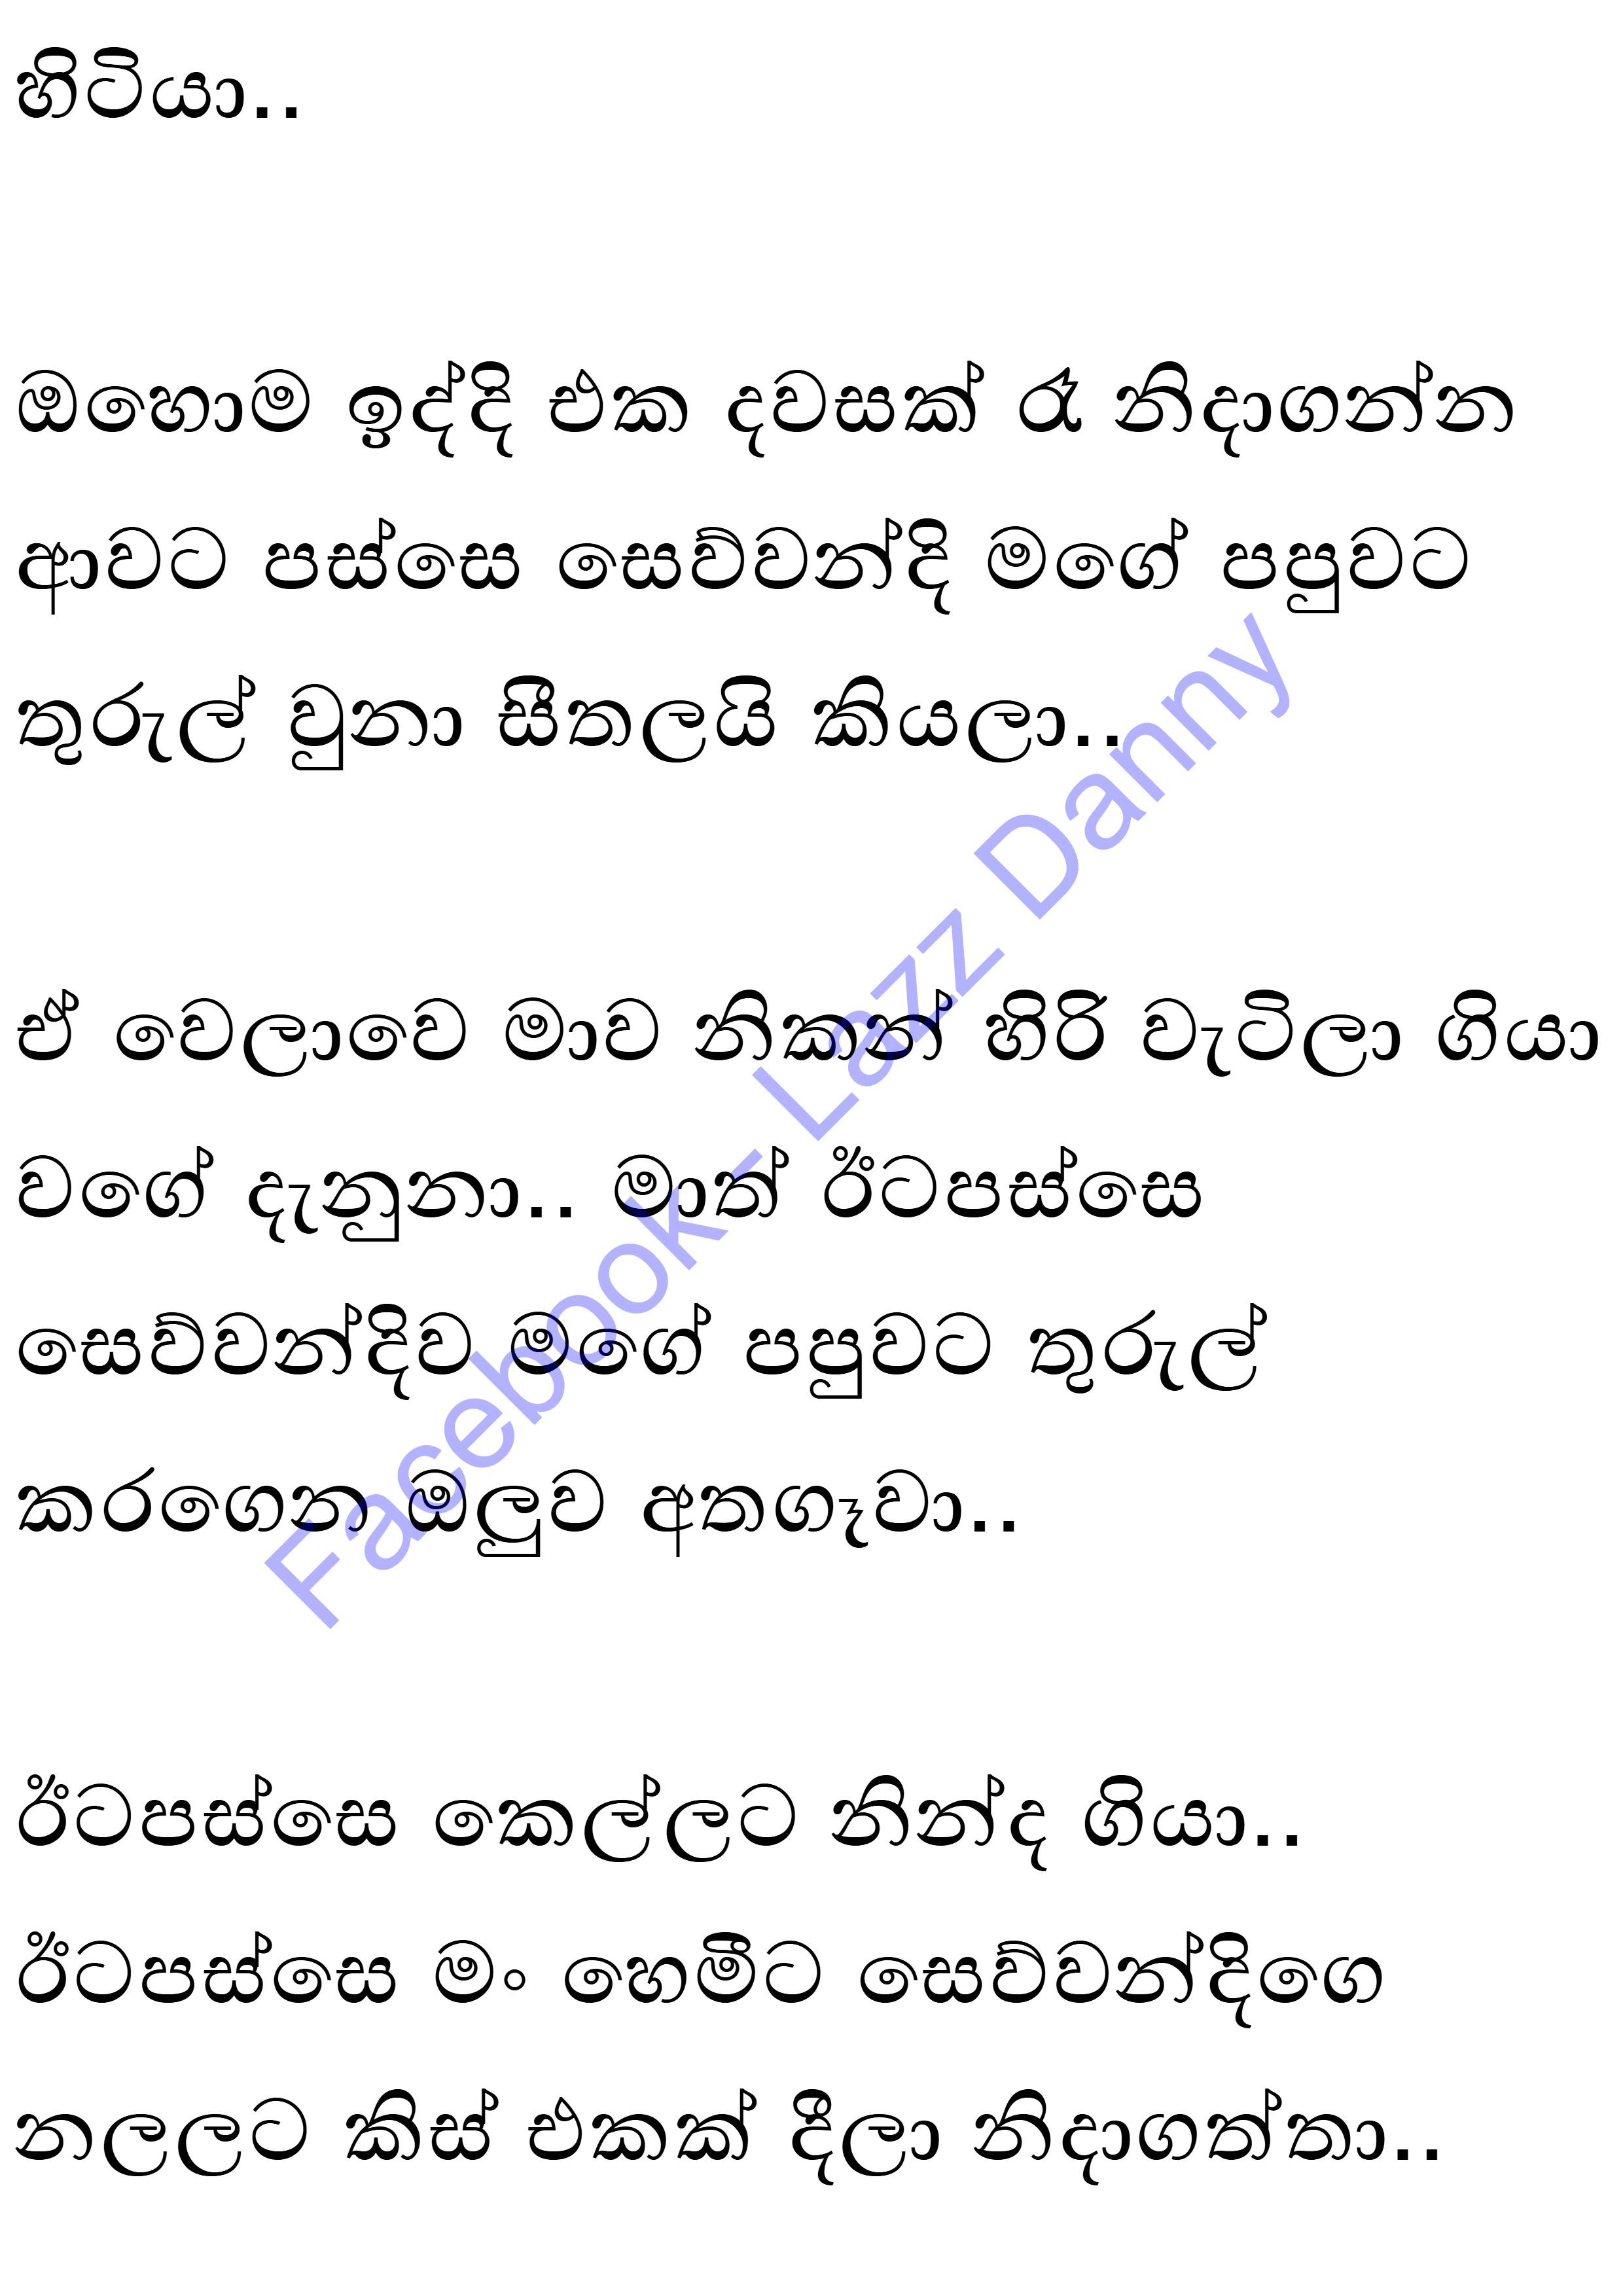 හිටියා..
ඔහොම ඉද්දි එක දවසක් රෑ නිදාගන්න
ආවට පස්සෙ සෙව්වන්දි මගේ පපුවට
තුරුල් වුනා සීතලයි කියලා..
ඒ වෙලාවෙ මාව නිකන් හිරි වැටිලා ගියා
වගේ දැනුනා.. මාත් ඊටපස්සෙ
සෙව්වන්දිව මගේ පපුවට තුරුල්
කරගෙන ඔලුව අතගෑවා..
ඊටපස්සෙ කෙල්ලට නින්ද ගියා..
ඊටපස්සෙ මං හෙමීට සෙව්වන්දිගෙ
නලලට කිස් එකක් දීලා නිදාගත්තා..
Facebook - Lazz Danny